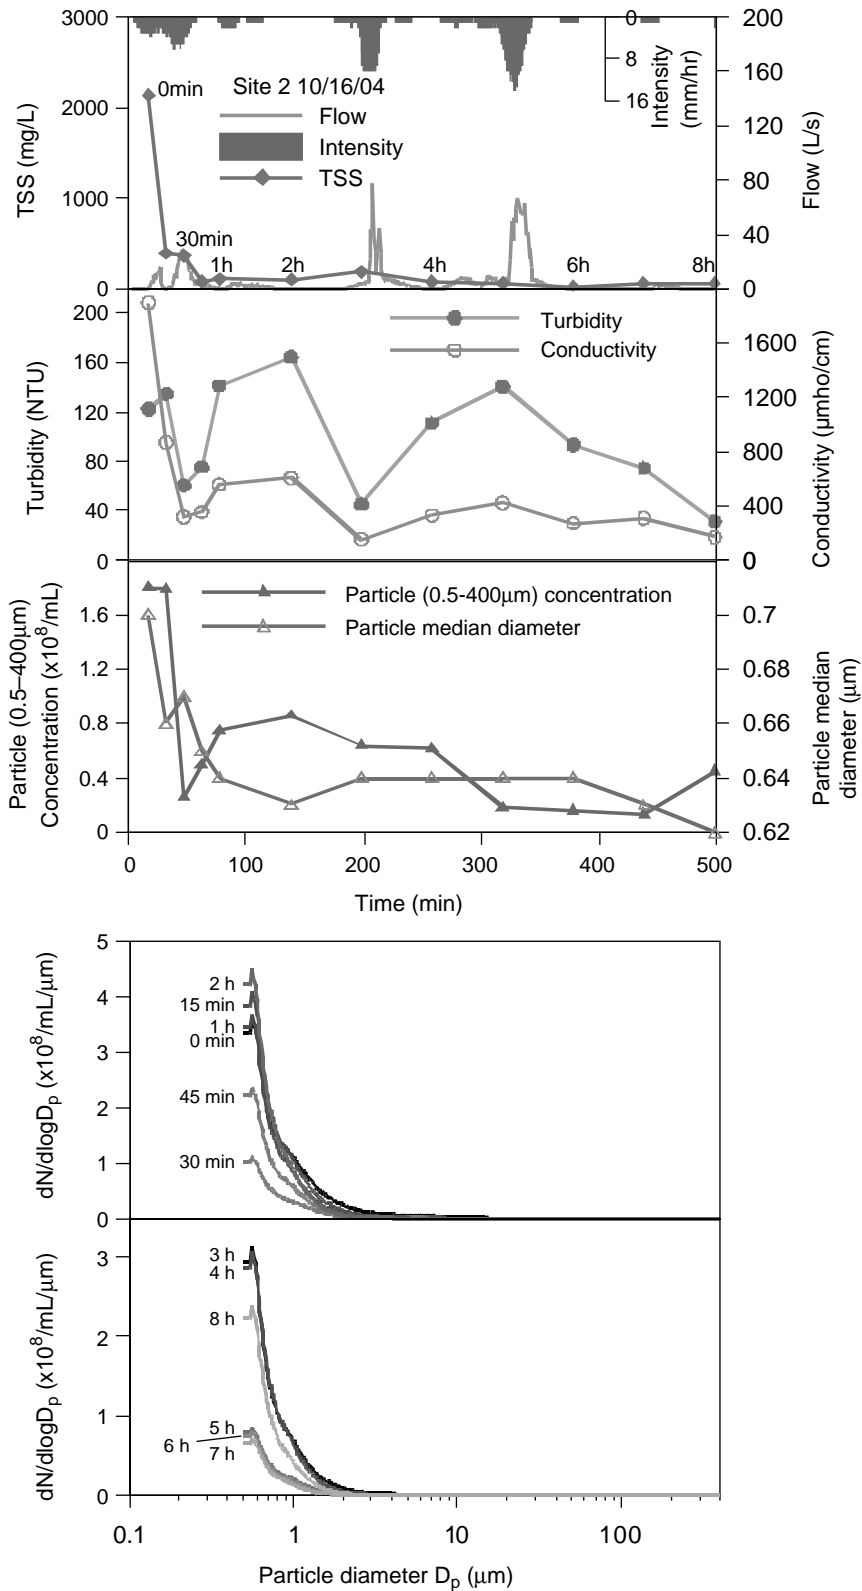 3000
2000
1000
0
TSS (mg/L)
0
8
16
Intensity
(mm/hr)
200
160
120
80
40
0
Flow (L/s)
Site 2 10/16/04
Flow
Intensity
TSS
0min
30min
1h
2h
4h
6h
8h
200
160
120
80
40
0
Turbidity (NTU)
Turbidity
Conductivity
1600
1200
800
400
0
Conductivity (μmho/cm)
1.6
1.2
0.8
0.4
0
Particle (0.5–400μm)
Concentration (x10⁸/mL)
Particle (0.5-400μm) concentration
Particle median diameter
0.7
0.68
0.66
0.64
0.62
Particle median
diameter (μm)
0
100
200
300
400
500
Time (min)
5
4
3
2
1
0
dN/dlogDₚ (x10⁸/mL/μm)
2 h
15 min
1 h
0 min
45 min
30 min
3
2
1
0
dN/dlogDₚ (x10⁸/mL/μm)
3 h
4 h
8 h
5 h
6 h
7 h
0.1
1
10
100
Particle diameter Dₚ (μm)